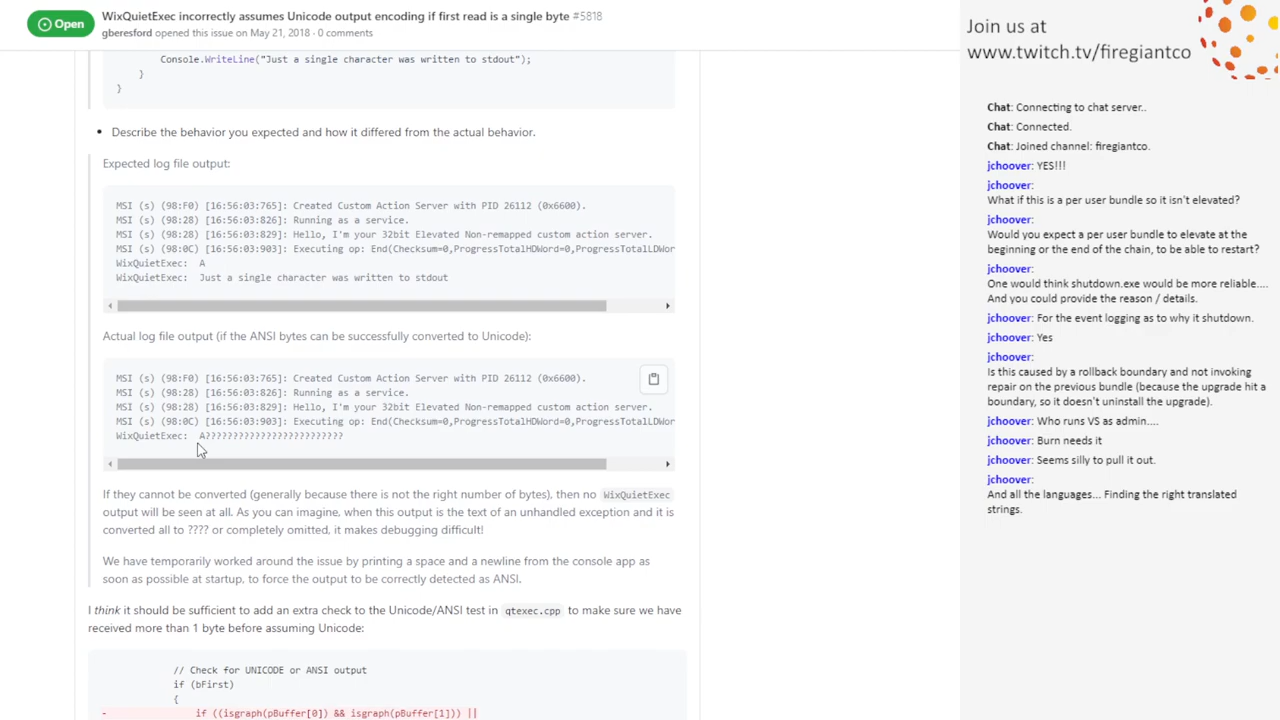 Open
WixQuietExec incorrectly assumes Unicode output encoding if first read is a single byte #5818
gberesford opened this issue on May 21, 2018 · 0 comments
Console.WriteLine("Just a single character was written to stdout");
}
}
• Describe the behavior you expected and how it differed from the actual behavior.
Expected log file output:
MSI (s) (98:F0) [16:56:03:765]: Created Custom Action Server with PID 26112 (0x6600).
MSI (s) (98:28) [16:56:03:826]: Running as a service.
MSI (s) (98:28) [16:56:03:829]: Hello, I'm your 32bit Elevated Non-remapped custom action server.
MSI (s) (98:0C) [16:56:03:903]: Executing op: End(Checksum=0,ProgressTotalHDWord=0,ProgressTotalLDWor
WixQuietExec:  A
WixQuietExec:  Just a single character was written to stdout
Actual log file output (if the ANSI bytes can be successfully converted to Unicode):
MSI (s) (98:F0) [16:56:03:765]: Created Custom Action Server with PID 26112 (0x6600).
MSI (s) (98:28) [16:56:03:826]: Running as a service.
MSI (s) (98:28) [16:56:03:829]: Hello, I'm your 32bit Elevated Non-remapped custom action server.
MSI (s) (98:0C) [16:56:03:903]: Executing op: End(Checksum=0,ProgressTotalHDWord=0,ProgressTotalLDWor
WixQuietExec:  A????????????????????????
If they cannot be converted (generally because there is not the right number of bytes), then no WixQuietExec
output will be seen at all. As you can imagine, when this output is the text of an unhandled exception and it is
converted all to ???? or completely omitted, it makes debugging difficult!
We have temporarily worked around the issue by printing a space and a newline from the console app as
soon as possible at startup, to force the output to be correctly detected as ANSI.
I think it should be sufficient to add an extra check to the Unicode/ANSI test in qtexec.cpp to make sure we have
received more than 1 byte before assuming Unicode:
// Check for UNICODE or ANSI output
if (bFirst)
{
- if ((isgraph(pBuffer[0]) && isgraph(pBuffer[1])) ||
Join us at
www.twitch.tv/firegiantco
Chat: Connecting to chat server..
Chat: Connected.
Chat: Joined channel: firegiantco.
jchoover: YES!!!
jchoover:
What if this is a per user bundle so it isn't elevated?
jchoover:
Would you expect a per user bundle to elevate at the
beginning or the end of the chain, to be able to restart?
jchoover:
One would think shutdown.exe would be more reliable....
And you could provide the reason / details.
jchoover: For the event logging as to why it shutdown.
jchoover: Yes
jchoover:
Is this caused by a rollback boundary and not invoking
repair on the previous bundle (because the upgrade hit a
boundary, so it doesn't uninstall the upgrade).
jchoover: Who runs VS as admin....
jchoover: Burn needs it
jchoover: Seems silly to pull it out.
jchoover:
And all the languages... Finding the right translated
strings.